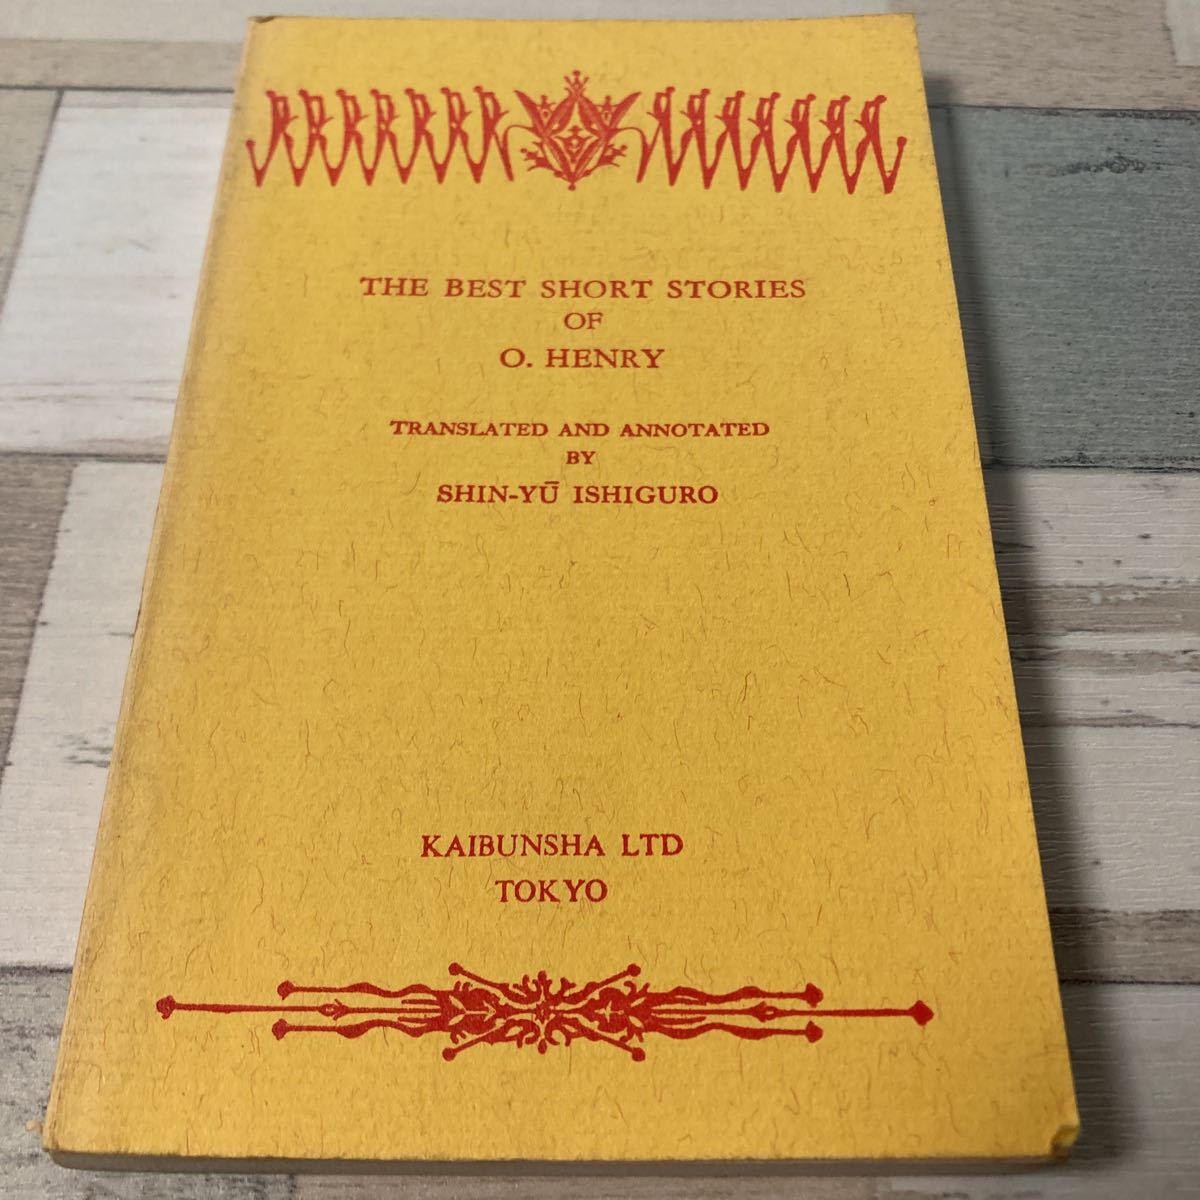 THE BEST SHORT STORIES
OF
O. HENRY
TRANSLATED AND ANNOTATED
BY
SHIN-YŪ ISHIGURO
KAIBUNSHA LTD
TOKYO